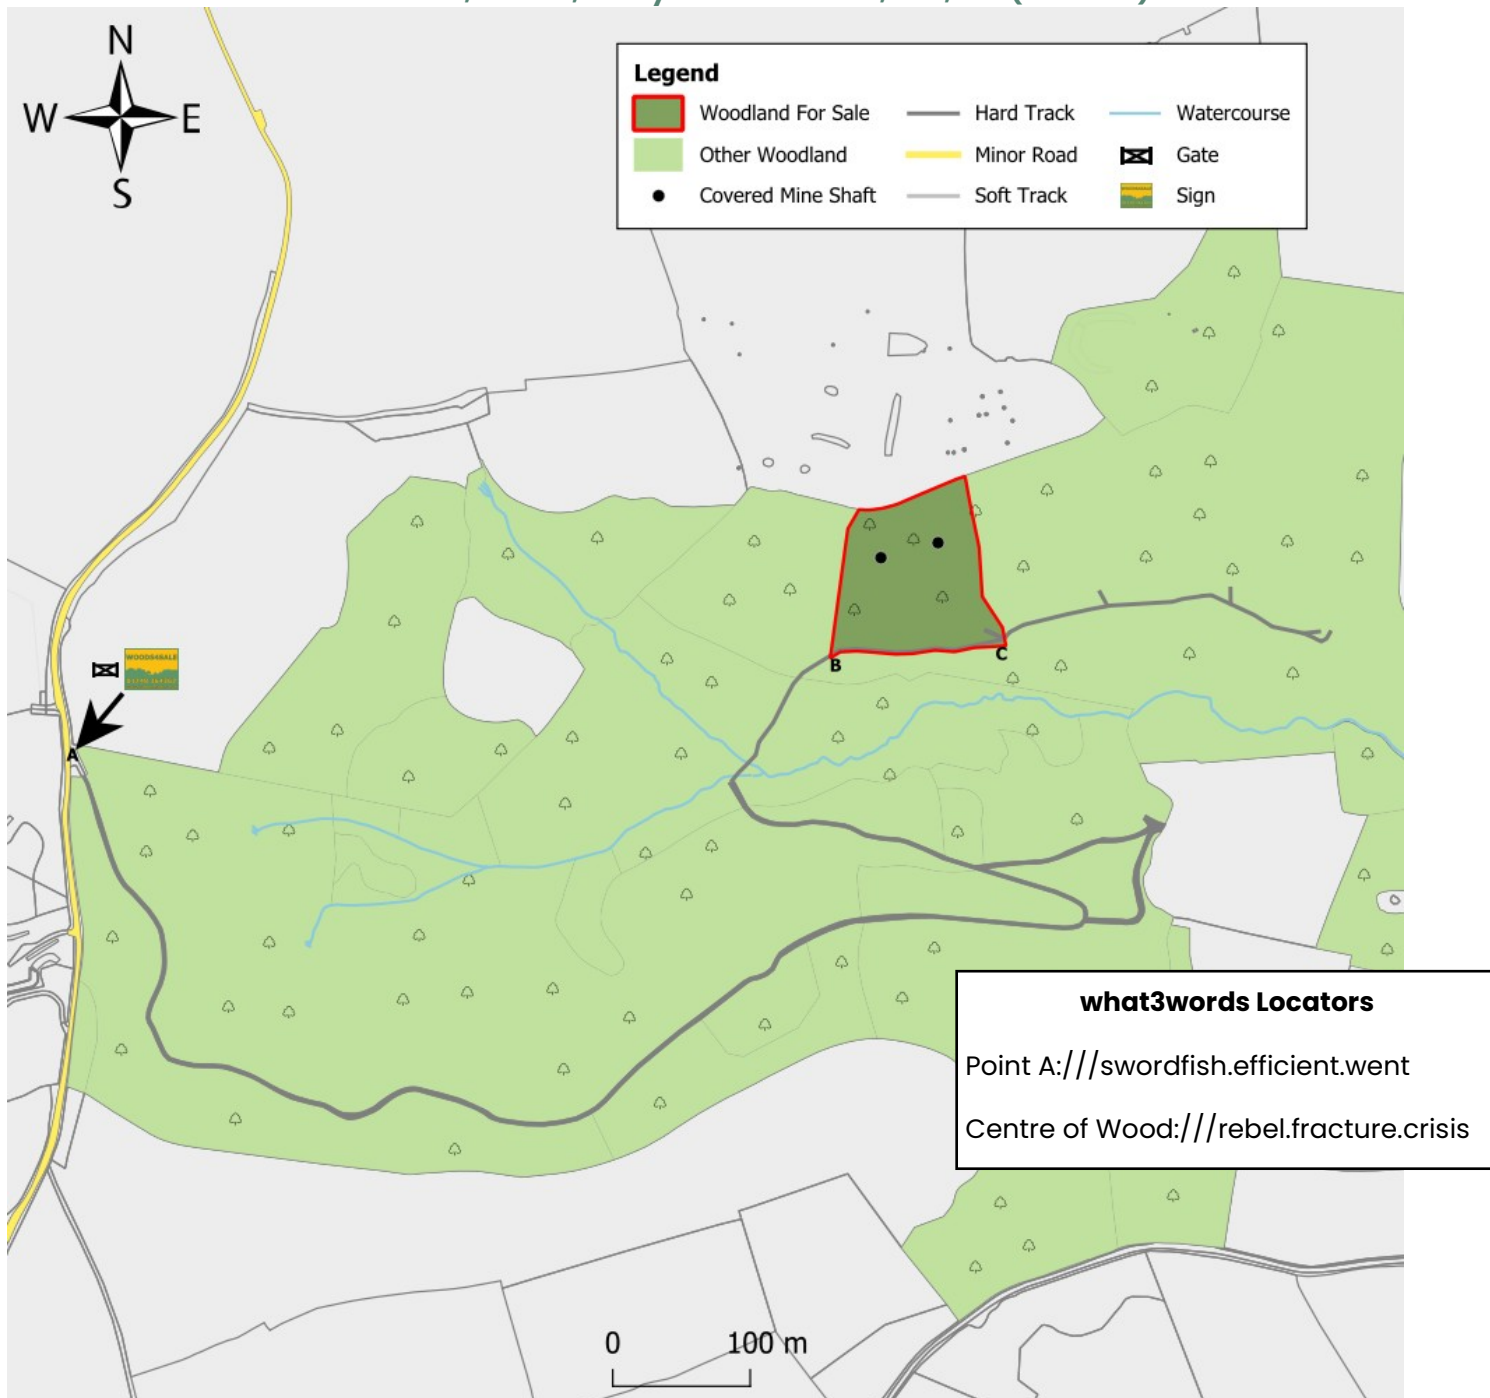 N
W E
S
Legend
Woodland For Sale
Hard Track
Watercourse
Other Woodland
Minor Road
Gate
Covered Mine Shaft
Soft Track
Sign
WOODS4SALE
A
B
C
what3words Locators
Point A:///swordfish.efficient.went
Centre of Wood:///rebel.fracture.crisis
0 100 m